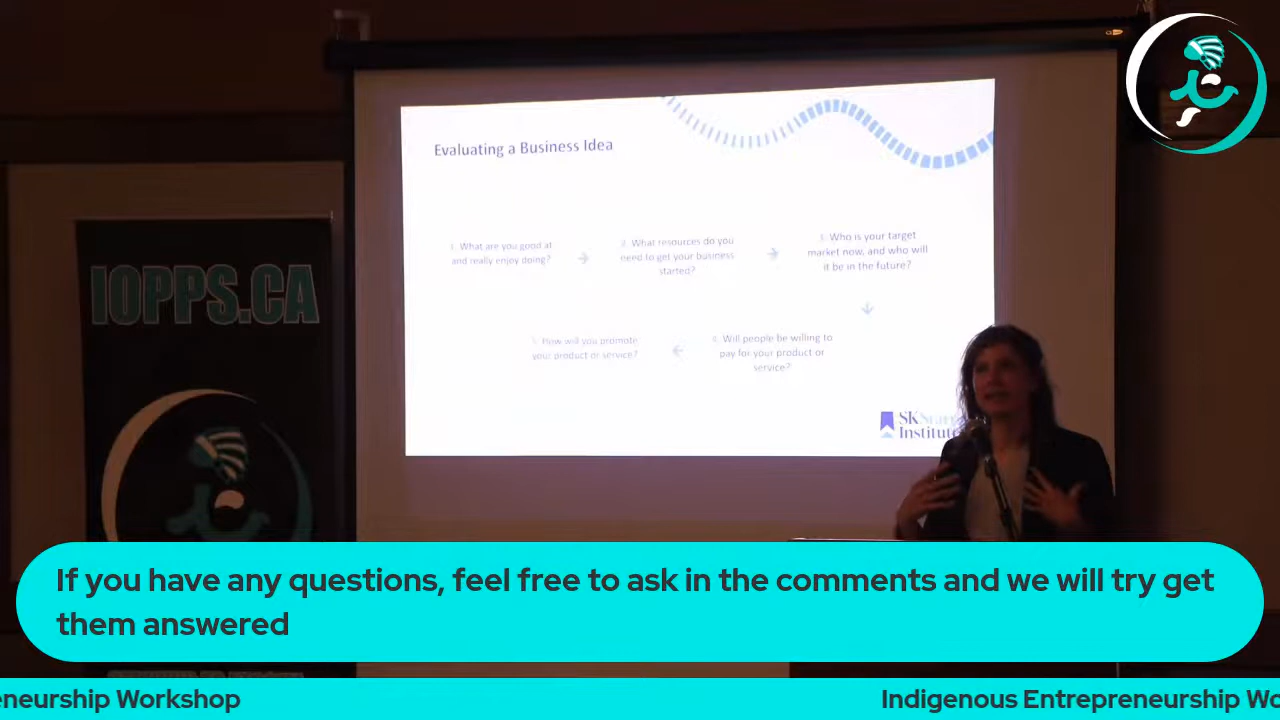 Evaluating a Business Idea
1. What are you good at
and really enjoy doing?
2. What resources do you
need to get your business
started?
3. Who is your target
market now, and who will
it be in the future?
4. Will people be willing to
pay for your product or
service?
5. How will you promote
your product or service?
SKStartup
Institute
IOPPS.CA
If you have any questions, feel free to ask in the comments and we will try get
them answered
eneurship Workshop
Indigenous Entrepreneurship Wo